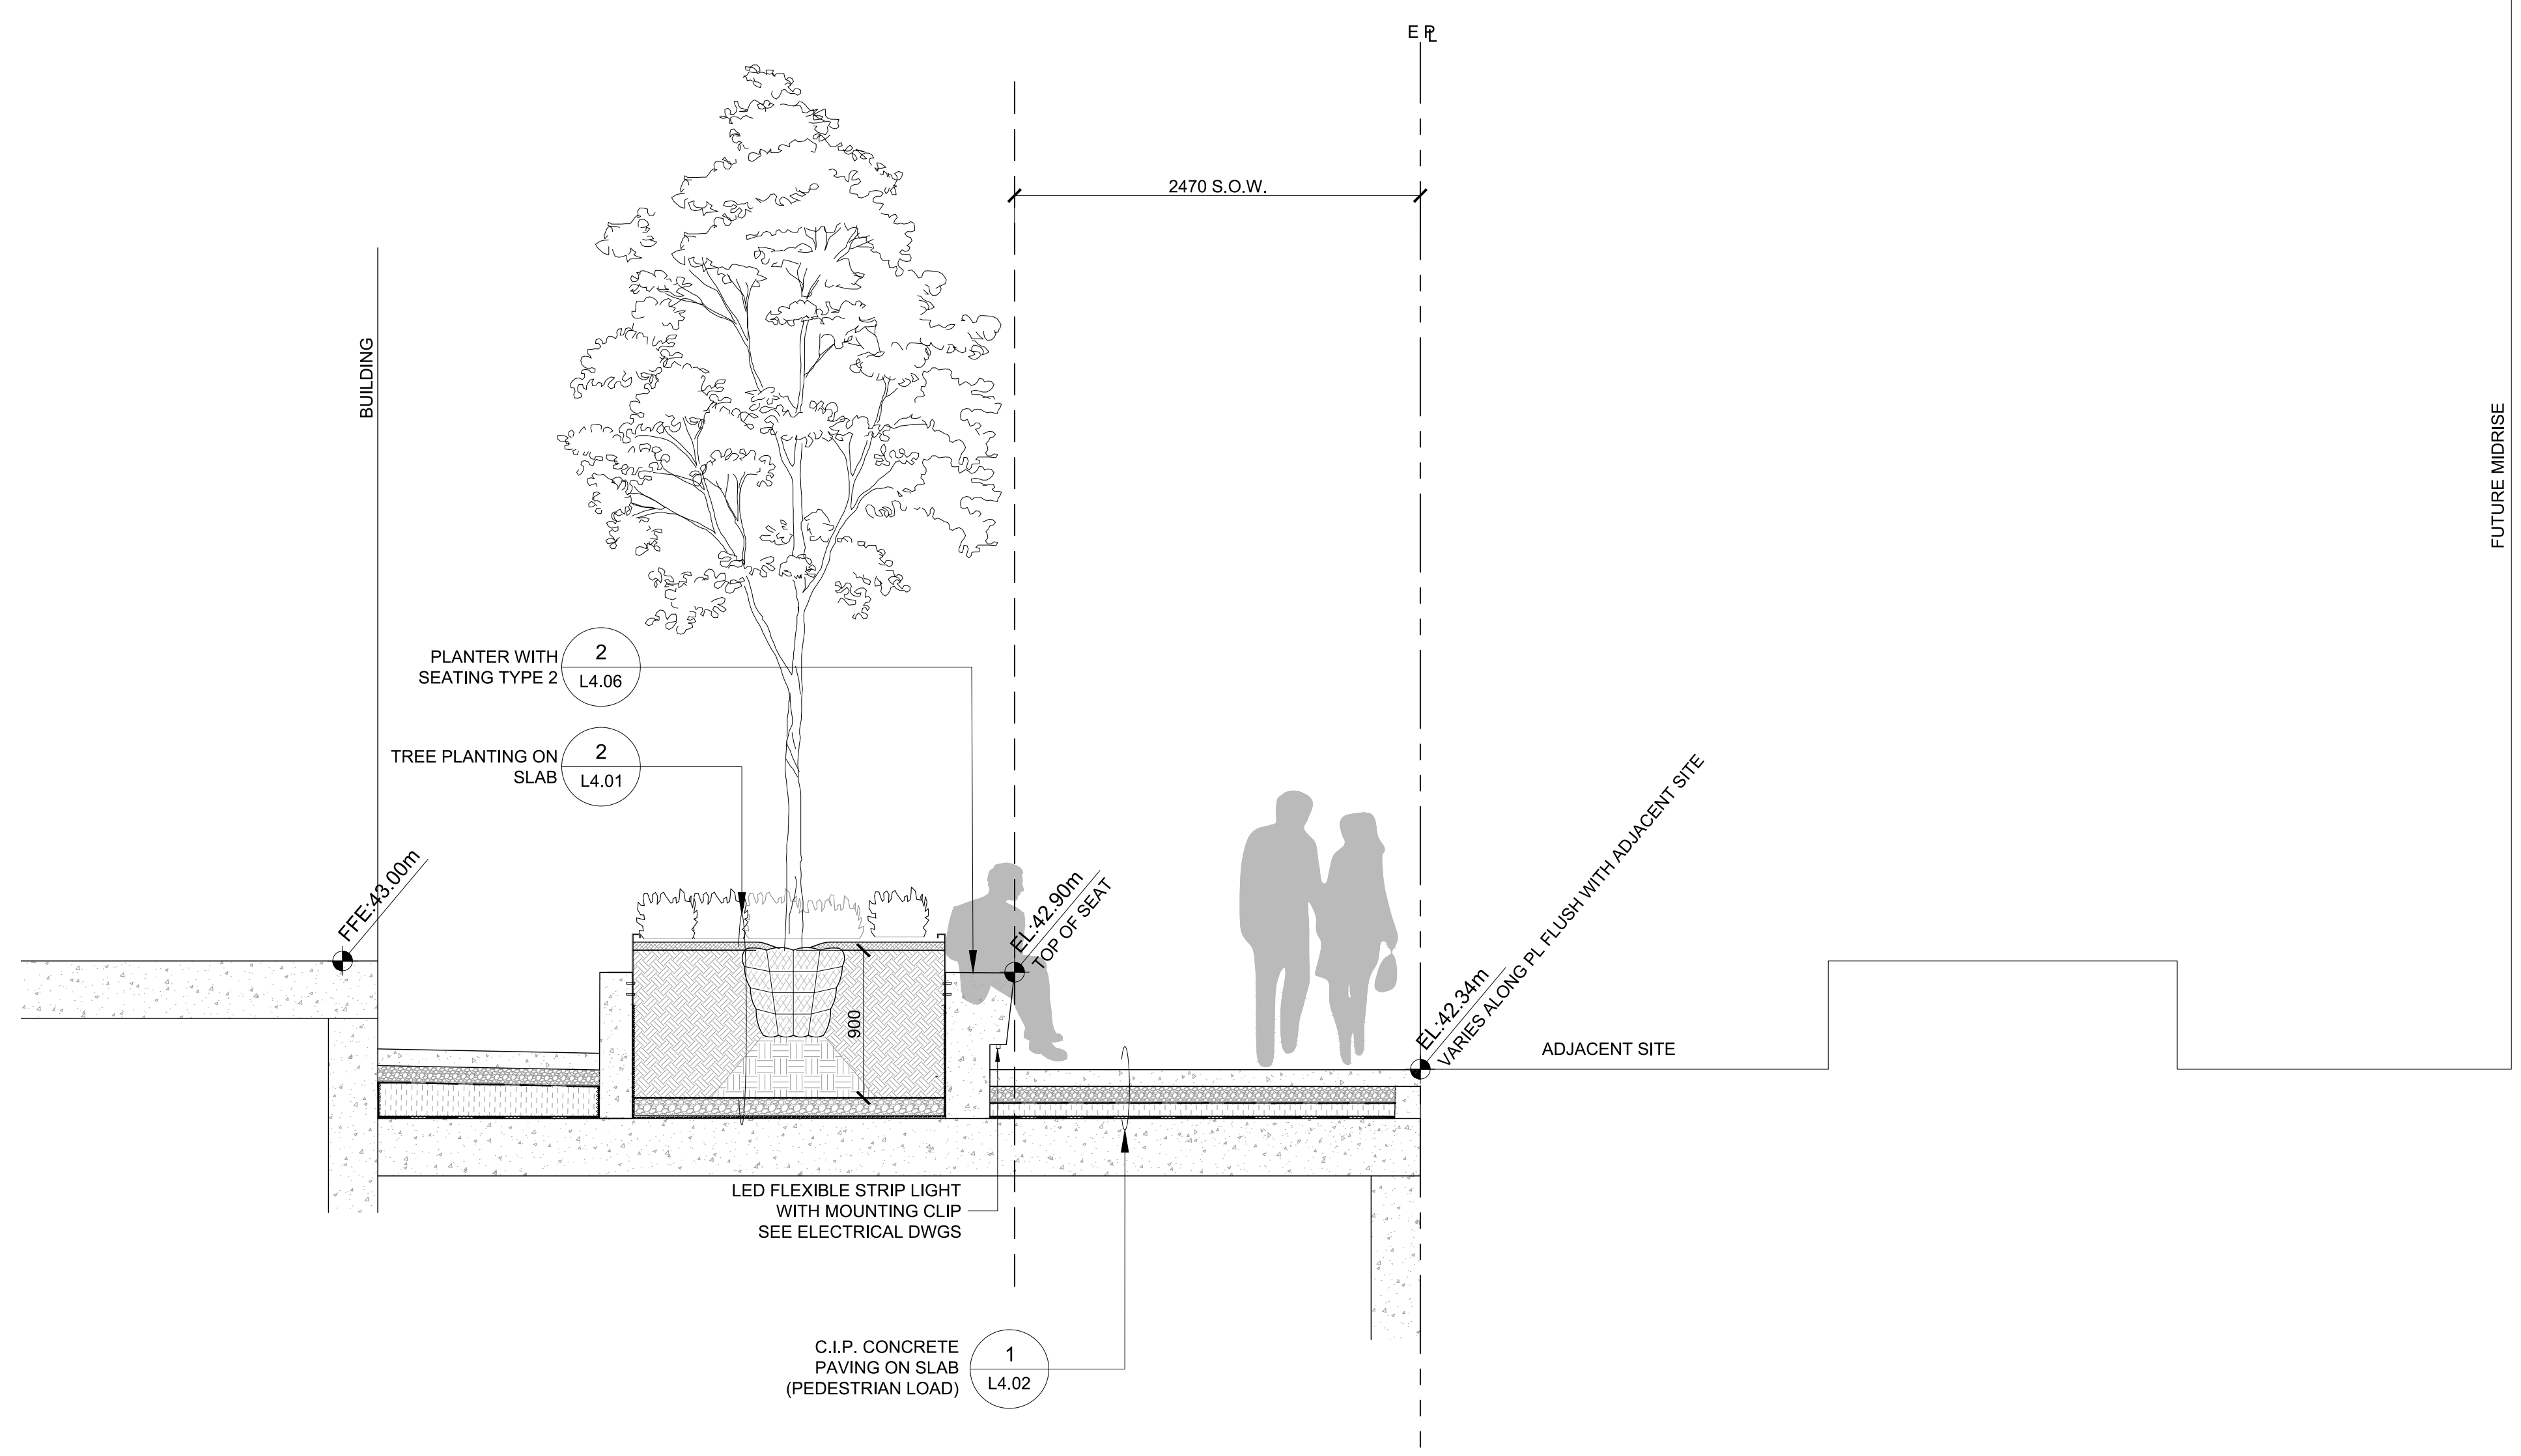 E PL
2470 S.O.W.
BUILDING
FUTURE MIDRISE
PLANTER WITH
SEATING TYPE 2
2
L4.06
TREE PLANTING ON
SLAB
2
L4.01
FFE:43.00m
EL:42.90m
TOP OF SEAT
EL:42.34m
VARIES ALONG PL FLUSH WITH ADJACENT SITE
900
ADJACENT SITE
LED FLEXIBLE STRIP LIGHT
WITH MOUNTING CLIP
SEE ELECTRICAL DWGS
C.I.P. CONCRETE
PAVING ON SLAB
(PEDESTRIAN LOAD)
1
L4.02